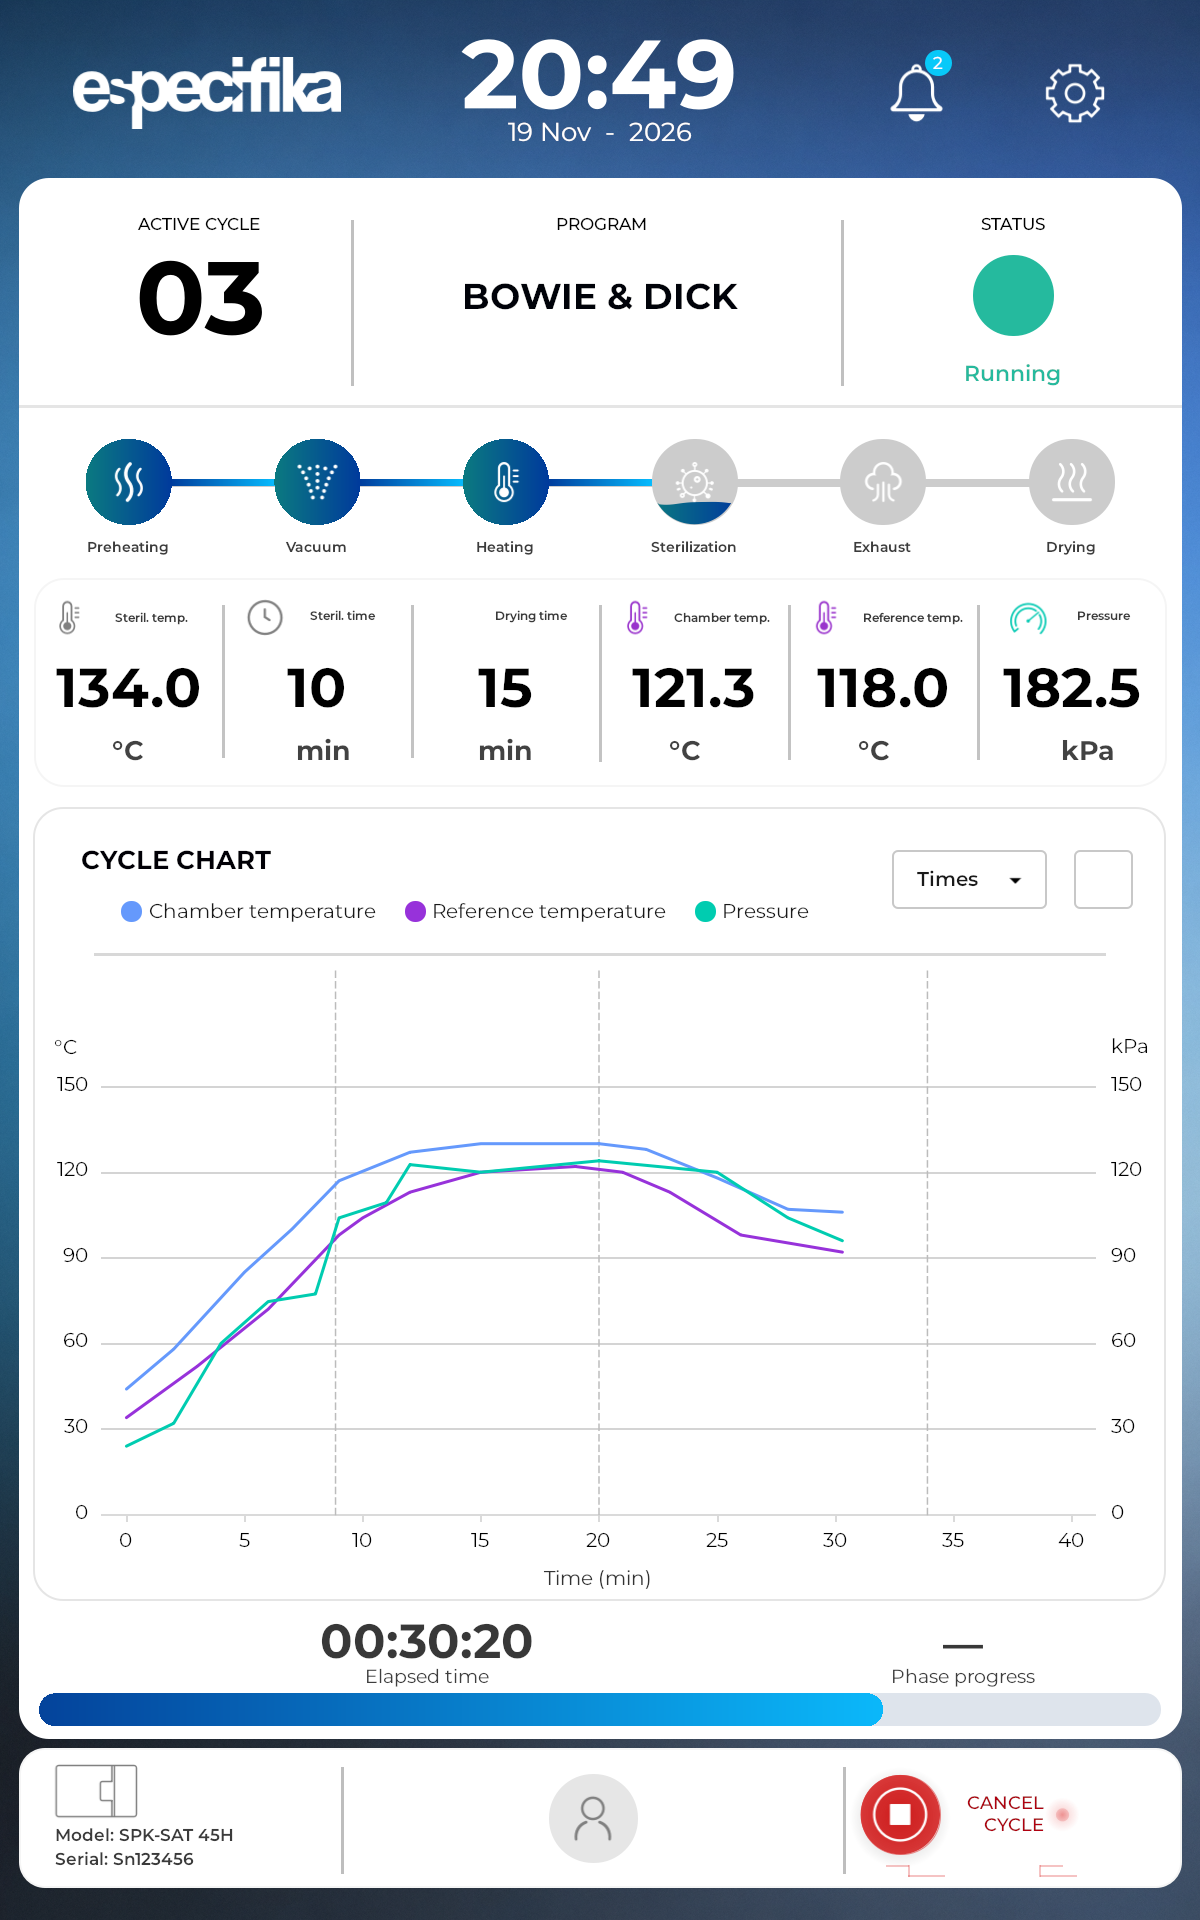 e·specifika
20:49
19 Nov - 2026
2
ACTIVE CYCLE
03
PROGRAM
BOWIE & DICK
STATUS
Running
Preheating
Vacuum
Heating
Sterilization
Exhaust
Drying
Steril. temp.
134.0
°C
Steril. time
10
min
Drying time
15
min
Chamber temp.
121.3
°C
Reference temp.
118.0
°C
Pressure
182.5
kPa
CYCLE CHART
Times
Chamber temperature
Reference temperature
Pressure
°C
kPa
150
150
120
120
90
90
60
60
30
30
0
0
0 5 10 15 20 25 30 35 40
Time (min)
00:30:20
Elapsed time
—
Phase progress
Model: SPK-SAT 45H
Serial: Sn123456
CANCEL
CYCLE